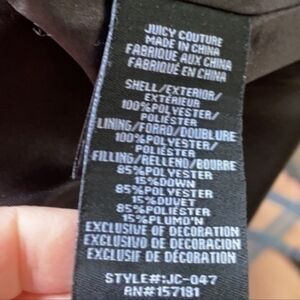 JUICY COUTURE
MADE IN CHINA
FABRIQUE AUX CHINA
FABRIQUÉ EN CHINA
SHELL/EXTERIOR/
EXTÉRIEUR
100%POLYESTER/
POLIÉSTER
LINING/FORRO/DOUBLURE
100%POLYESTER/
POLIÉSTER
FILLING/RELLENO/BOURRE
85%POLYESTER
15%DOWN
85%POLYESTER
15%DUVET
85%POLIÉSTER
15%PLUMO'N
EXCLUSIVE OF DECORATION
EXCLUSIVO DE DECORACION
EXCLUSIF DE DÉCORATION
STYLE#:JC-047
RN#157181